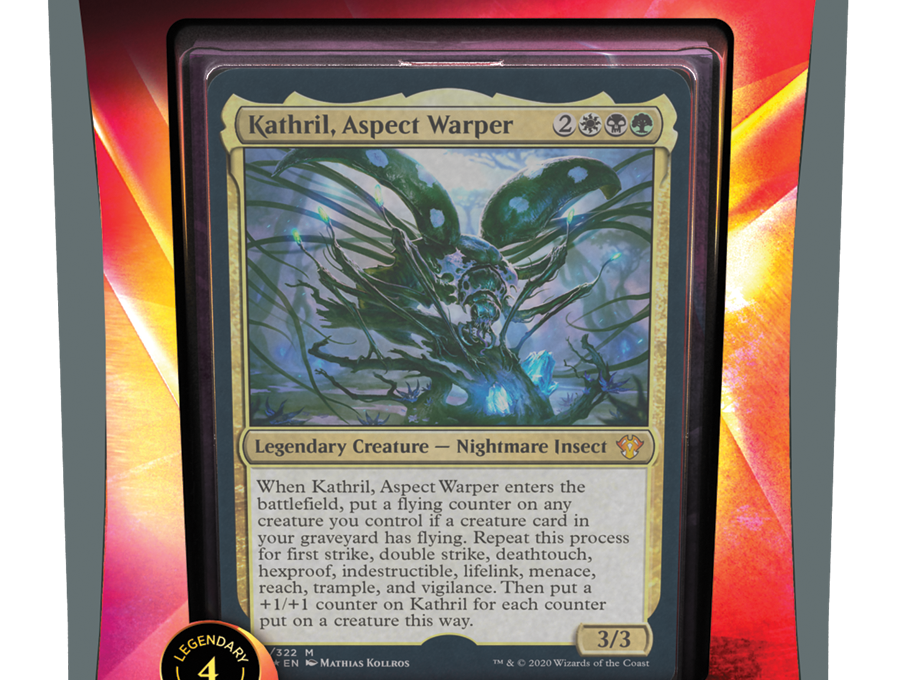 Kathril, Aspect Warper 2
Legendary Creature — Nightmare Insect
When Kathril, Aspect Warper enters the
battlefield, put a flying counter on any
creature you control if a creature card in
your graveyard has flying. Repeat this process
for first strike, double strike, deathtouch,
hexproof, indestructible, lifelink, menace,
reach, trample, and vigilance. Then put a
+1/+1 counter on Kathril for each counter
put on a creature this way.
3/3
/322 M
EN Mathias Kollros
™ & © 2020 Wizards of the Coast
LEGENDARY
4